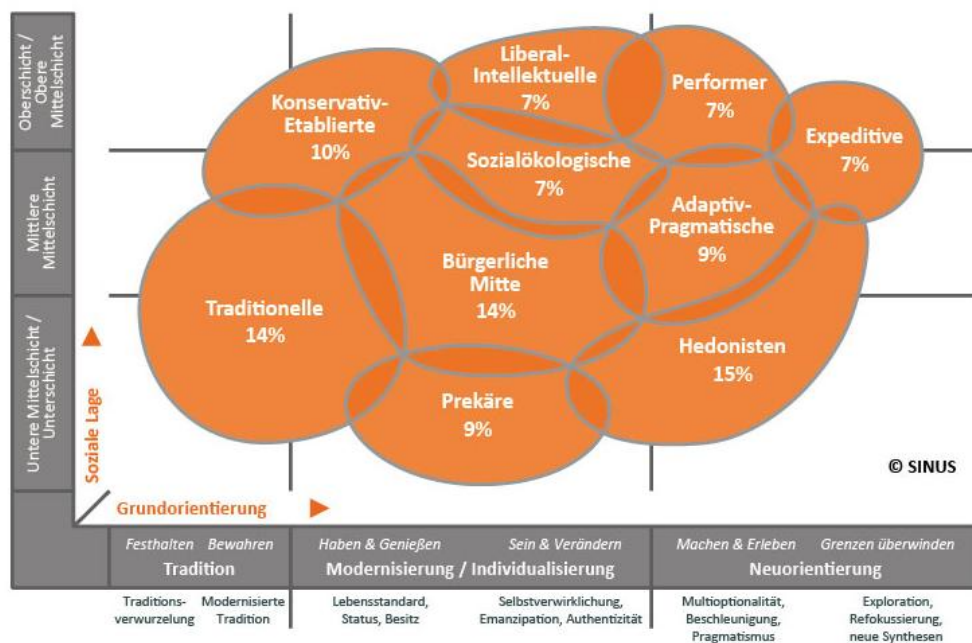 Oberschicht /
Obere
Mittelschicht
Mittlere
Mittelschicht
Untere Mittelschicht /
Unterschicht
Soziale Lage
Konservativ-
Etablierte
10%
Liberal-
Intellektuelle
7%
Performer
7%
Expeditive
7%
Sozialökologische
7%
Adaptiv-
Pragmatische
9%
Traditionelle
14%
Bürgerliche
Mitte
14%
Hedonisten
15%
Prekäre
9%
© SINUS
Grundorientierung
Festhalten Bewahren
Tradition
Haben & Genießen Sein & Verändern
Modernisierung / Individualisierung
Machen & Erleben Grenzen überwinden
Neuorientierung
Traditions-
verwurzelung
Modernisierte
Tradition
Lebensstandard,
Status, Besitz
Selbstverwirklichung,
Emanzipation, Authentizität
Multioptionalität,
Beschleunigung,
Pragmatismus
Exploration,
Refokussierung,
neue Synthesen